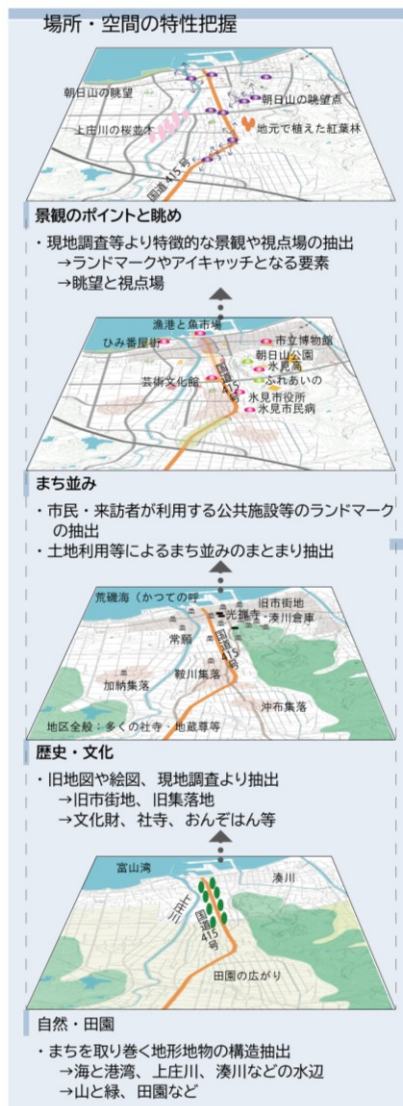 場所・空間の特性把握
朝日山の眺望
朝日山の眺望点
上庄川の桜並木
地元で植えた紅葉林
国道415号
景観のポイントと眺め
・現地調査等より特徴的な景観や視点場の抽出
→ランドマークやアイキャッチとなる要素
→眺望と視点場
漁港と魚市場
ひみ番屋街
市立博物館
朝日山公園
氷見高
芸術文化館
国道415
ふれあいの
氷見市役所
氷見市民病
まち並み
・市民・来訪者が利用する公共施設等のランドマーク
の抽出
・土地利用等によるまち並みのまとまり抽出
荒磯海（かつての呼
旧市街地
光禅寺・湊川倉庫
常願
国道415号
加納集落
鞍川集落
沖布集落
地区全般：多くの社寺・地蔵尊等
歴史・文化
・旧地図や絵図、現地調査より抽出
→旧市街地、旧集落地
→文化財、社寺、おんぞはん等
富山湾
湊川
上庄川
国道415号
田園の広がり
自然・田園
・まちを取り巻く地形地物の構造抽出
→海と港湾、上庄川、湊川などの水辺
→山と緑、田園など